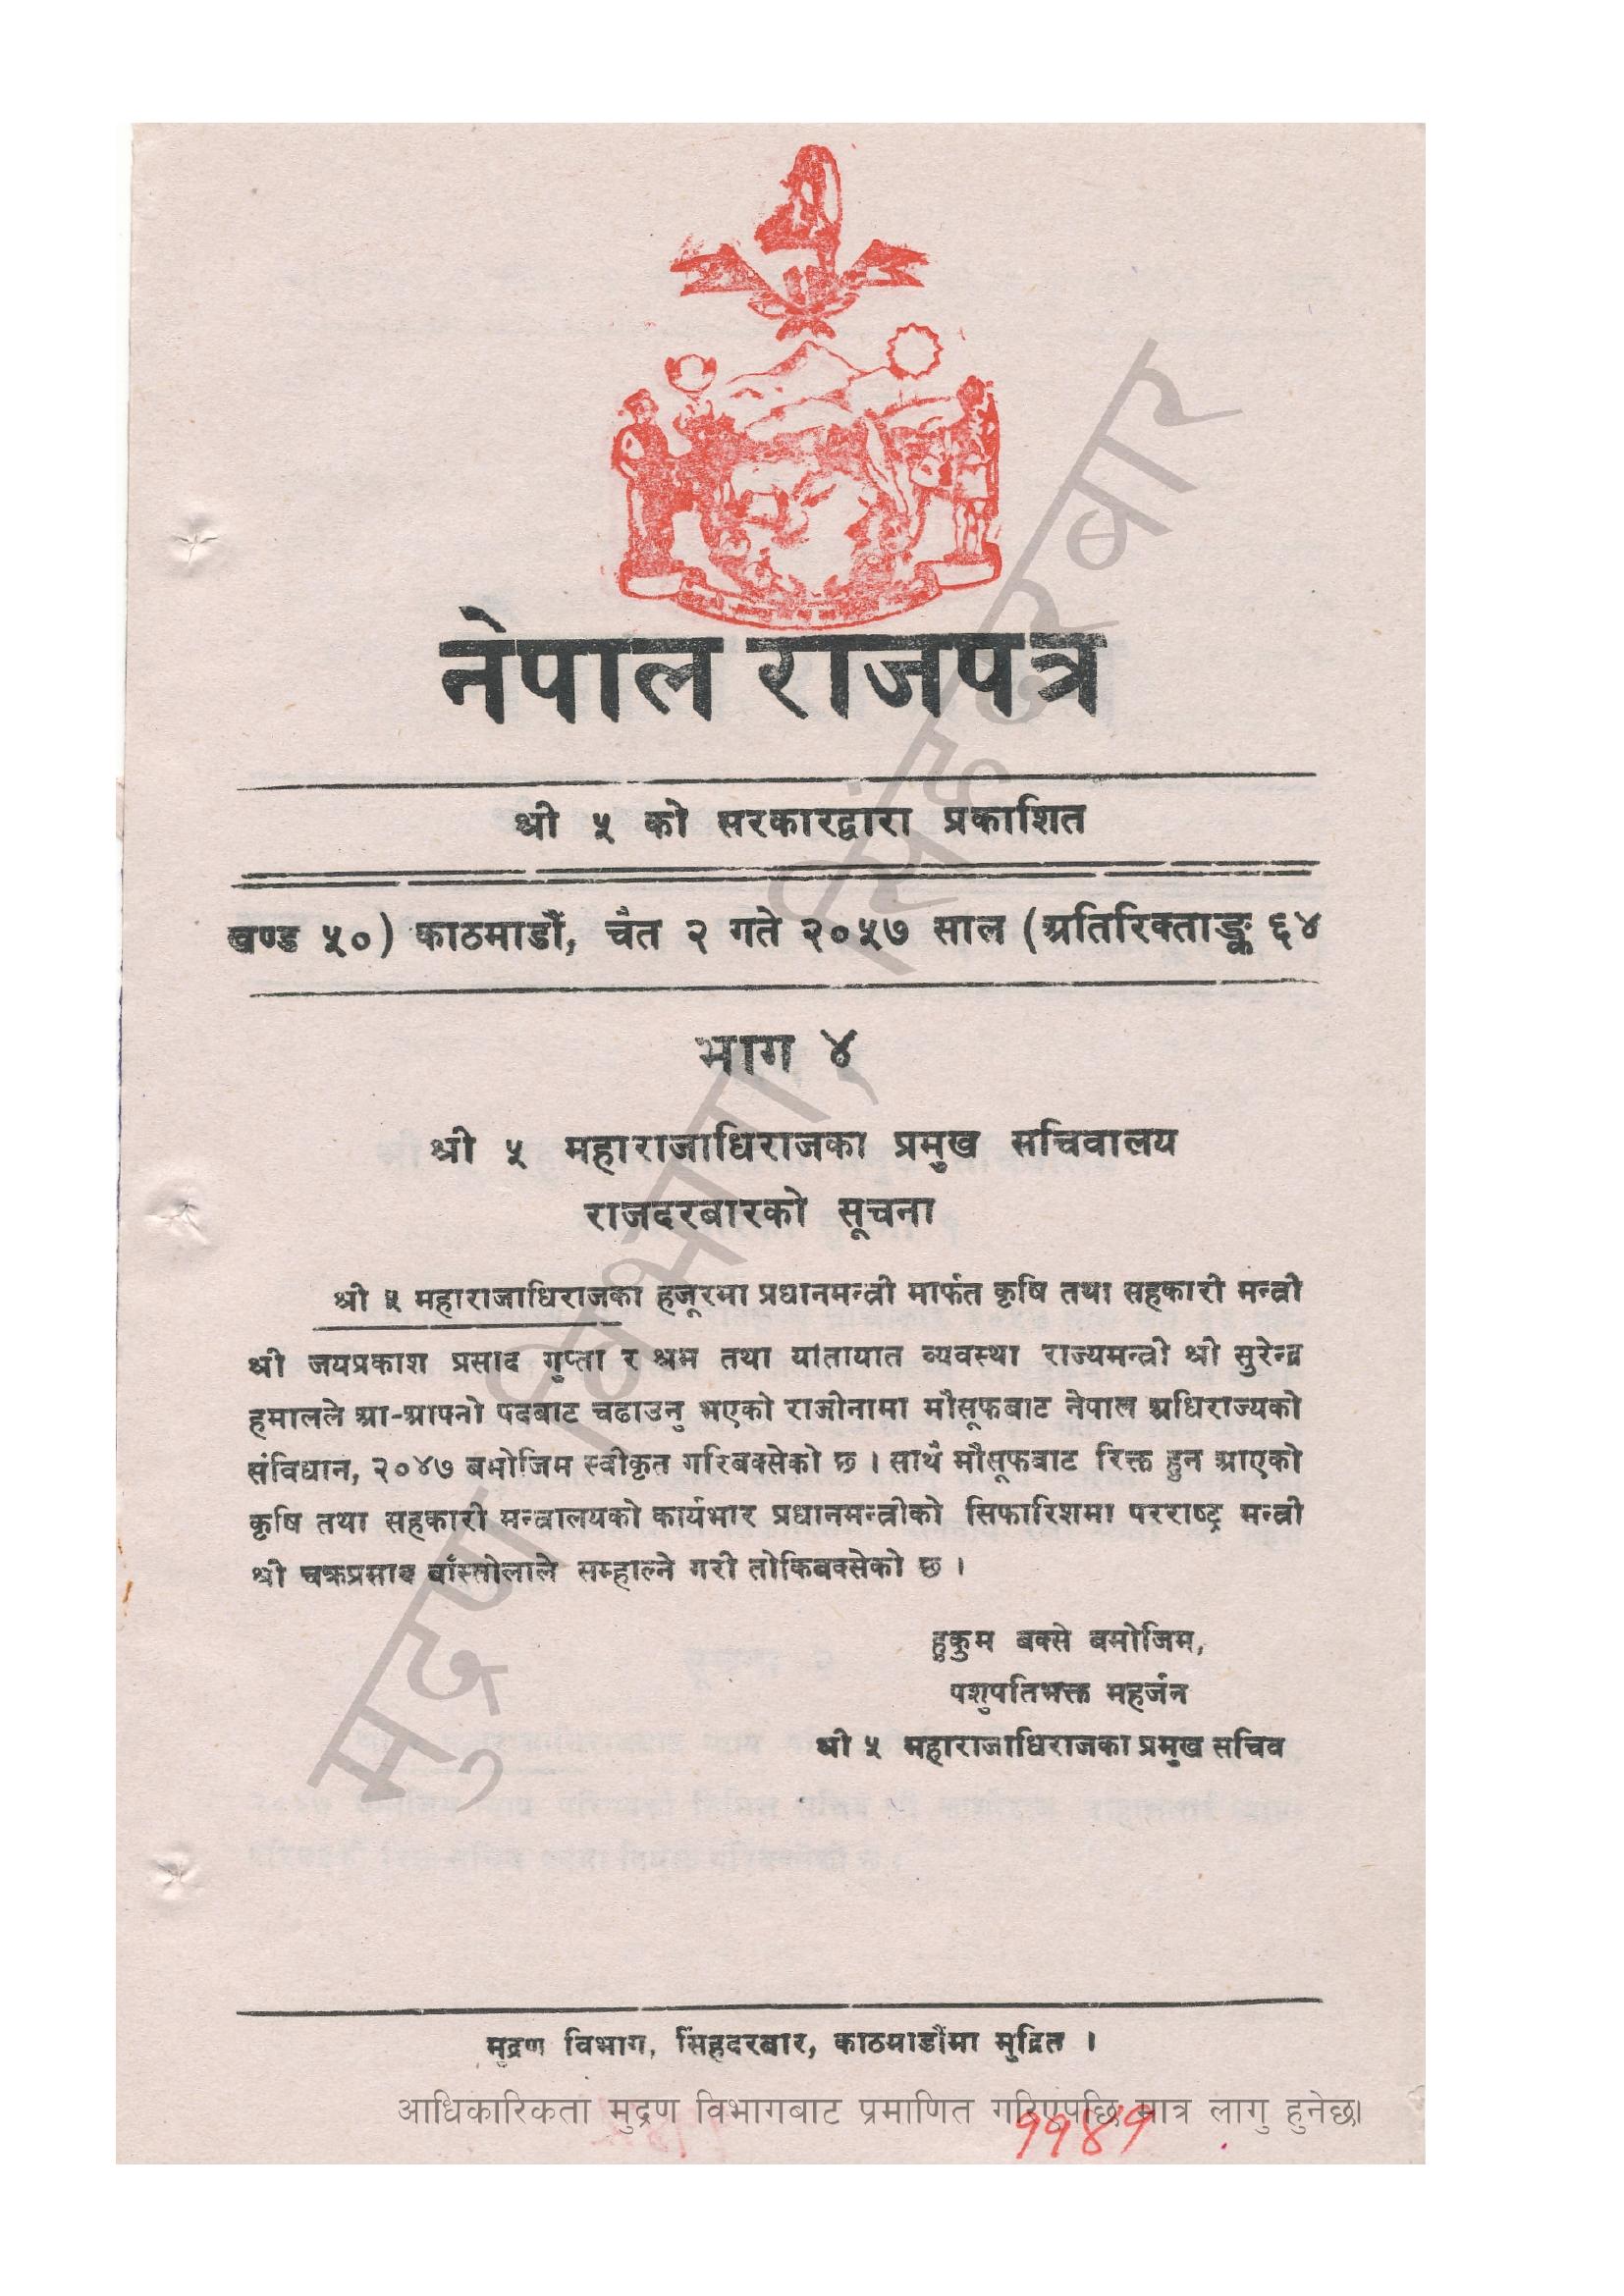 नेपाल राजपत्र
श्री ५ को सरकारद्वारा प्रकाशित
खण्ड ५०) काठमाडौं, चैत २ गते २०५७ साल (अतिरिक्ताङ्क ६४
भाग ४
श्री ५ महाराजाधिराजका प्रमुख सचिवालय
राजदरबारको सूचना
श्री ५ महाराजाधिराजका हजूरमा प्रधानमन्त्री मार्फत कृषि तथा सहकारी मन्त्री
श्री जयप्रकाश प्रसाद गुप्ता र श्रम तथा यातायात व्यवस्था राज्यमन्त्री श्री सुरेन्द्र
हमालले आ-आफ्नो पदबाट चढाउनु भएको राजीनामा मौसूफबाट नेपाल अधिराज्यको
संविधान, २०४७ बमोजिम स्वीकृत गरिबक्सेको छ । साथै मौसूफबाट रिक्त हुन आएको
कृषि तथा सहकारी मन्त्रालयको कार्यभार प्रधानमन्त्रीको सिफारिशमा परराष्ट्र मन्त्री
श्री चक्रप्रसाद बाँस्तोलाले सम्हाल्ने गरी तोकिबक्सेको छ ।
हुकुम बक्से बमोजिम,
पशुपतिभक्त महर्जन
श्री ५ महाराजाधिराजका प्रमुख सचिव
मुद्रण विभाग, सिंहदरबार, काठमाडौंमा मुद्रित ।
आधिकारिकता मुद्रण विभागबाट प्रमाणित गरिएपछि मात्र लागु हुनेछ।
मुद्रण विभाग, सिंहदरबार